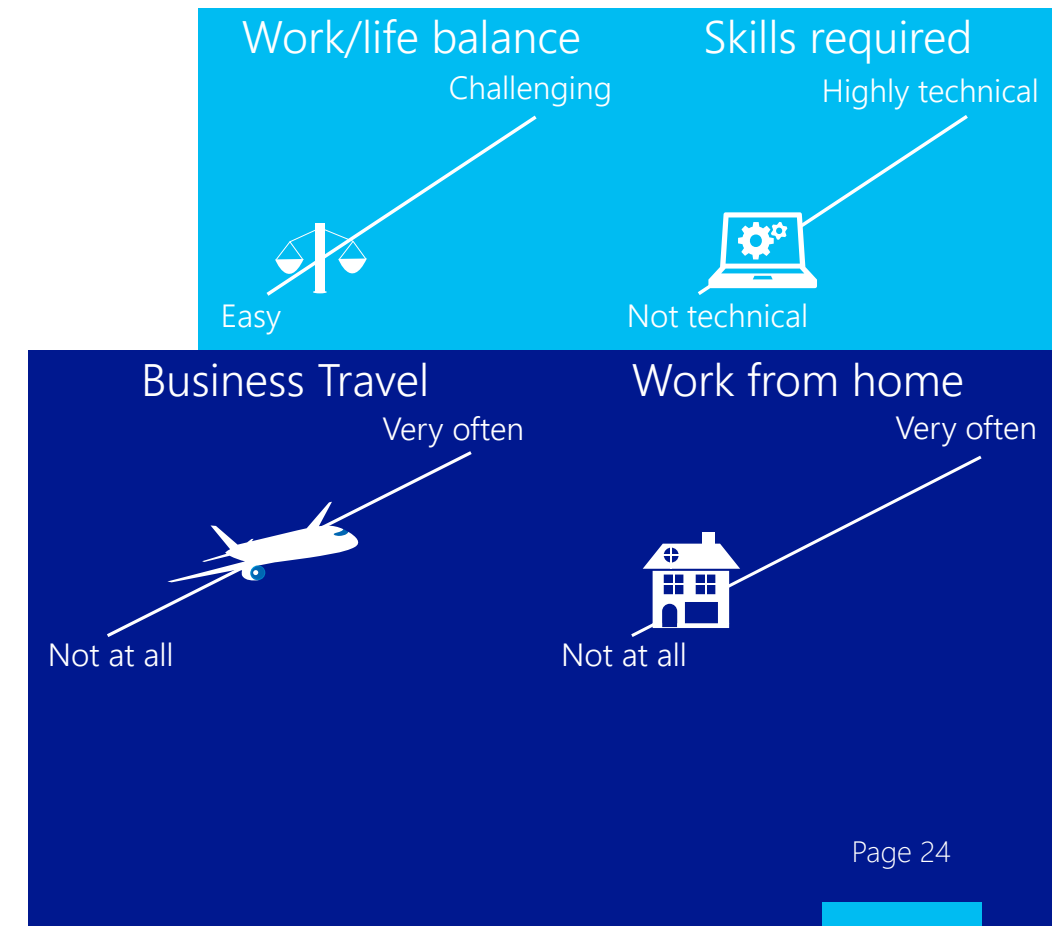 Work/life balance
Challenging
Easy
Skills required
Highly technical
Not technical
Business Travel
Very often
Not at all
Work from home
Very often
Not at all
Page 24